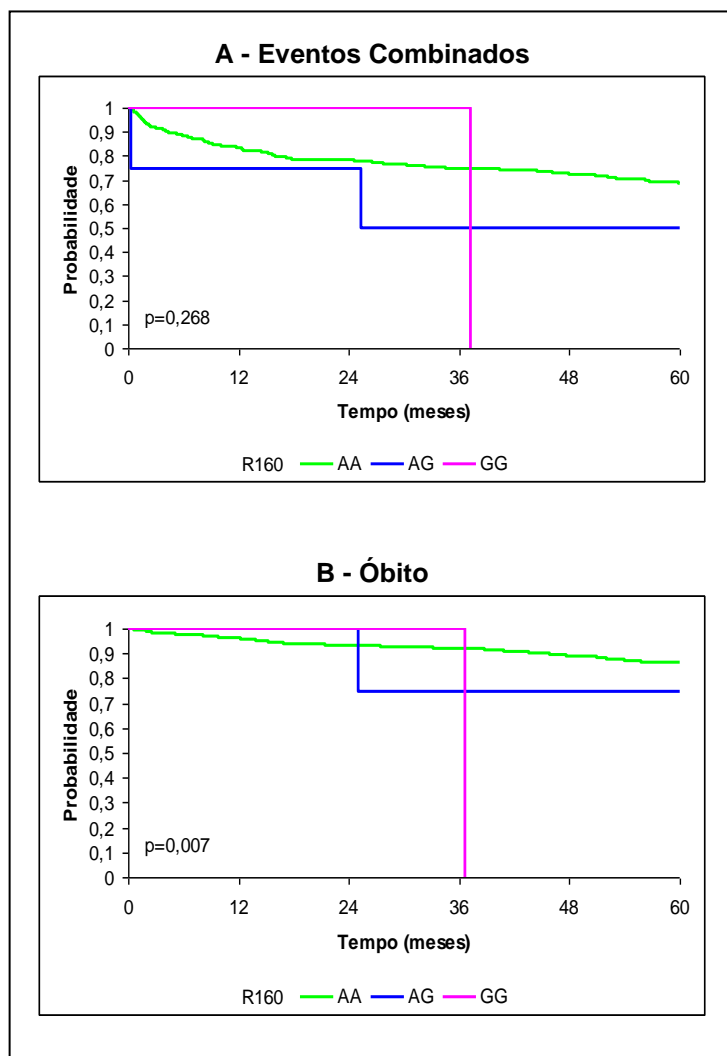 A - Eventos Combinados
1
0,9
0,8
0,7
0,6
0,5
0,4
0,3
0,2
0,1
0
Probabilidade
p=0,268
0 12 24 36 48 60
Tempo (meses)
R160 AA AG GG
B - Óbito
1
0,9
0,8
0,7
0,6
0,5
0,4
0,3
0,2
0,1
0
Probabilidade
p=0,007
0 12 24 36 48 60
Tempo (meses)
R160 AA AG GG